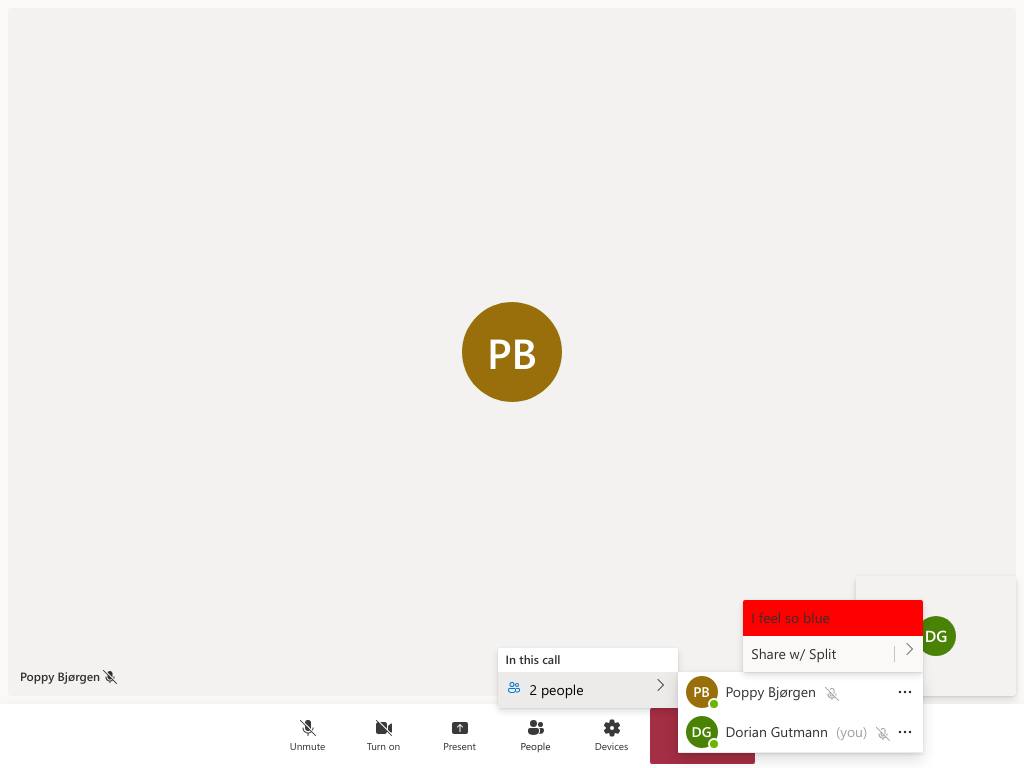 PB
I feel so blue
Share w/ Split
DG
Poppy Bjørgen
In this call
2 people
PB Poppy Bjørgen
DG Dorian Gutmann (you)
Unmute
Turn on
Present
People
Devices